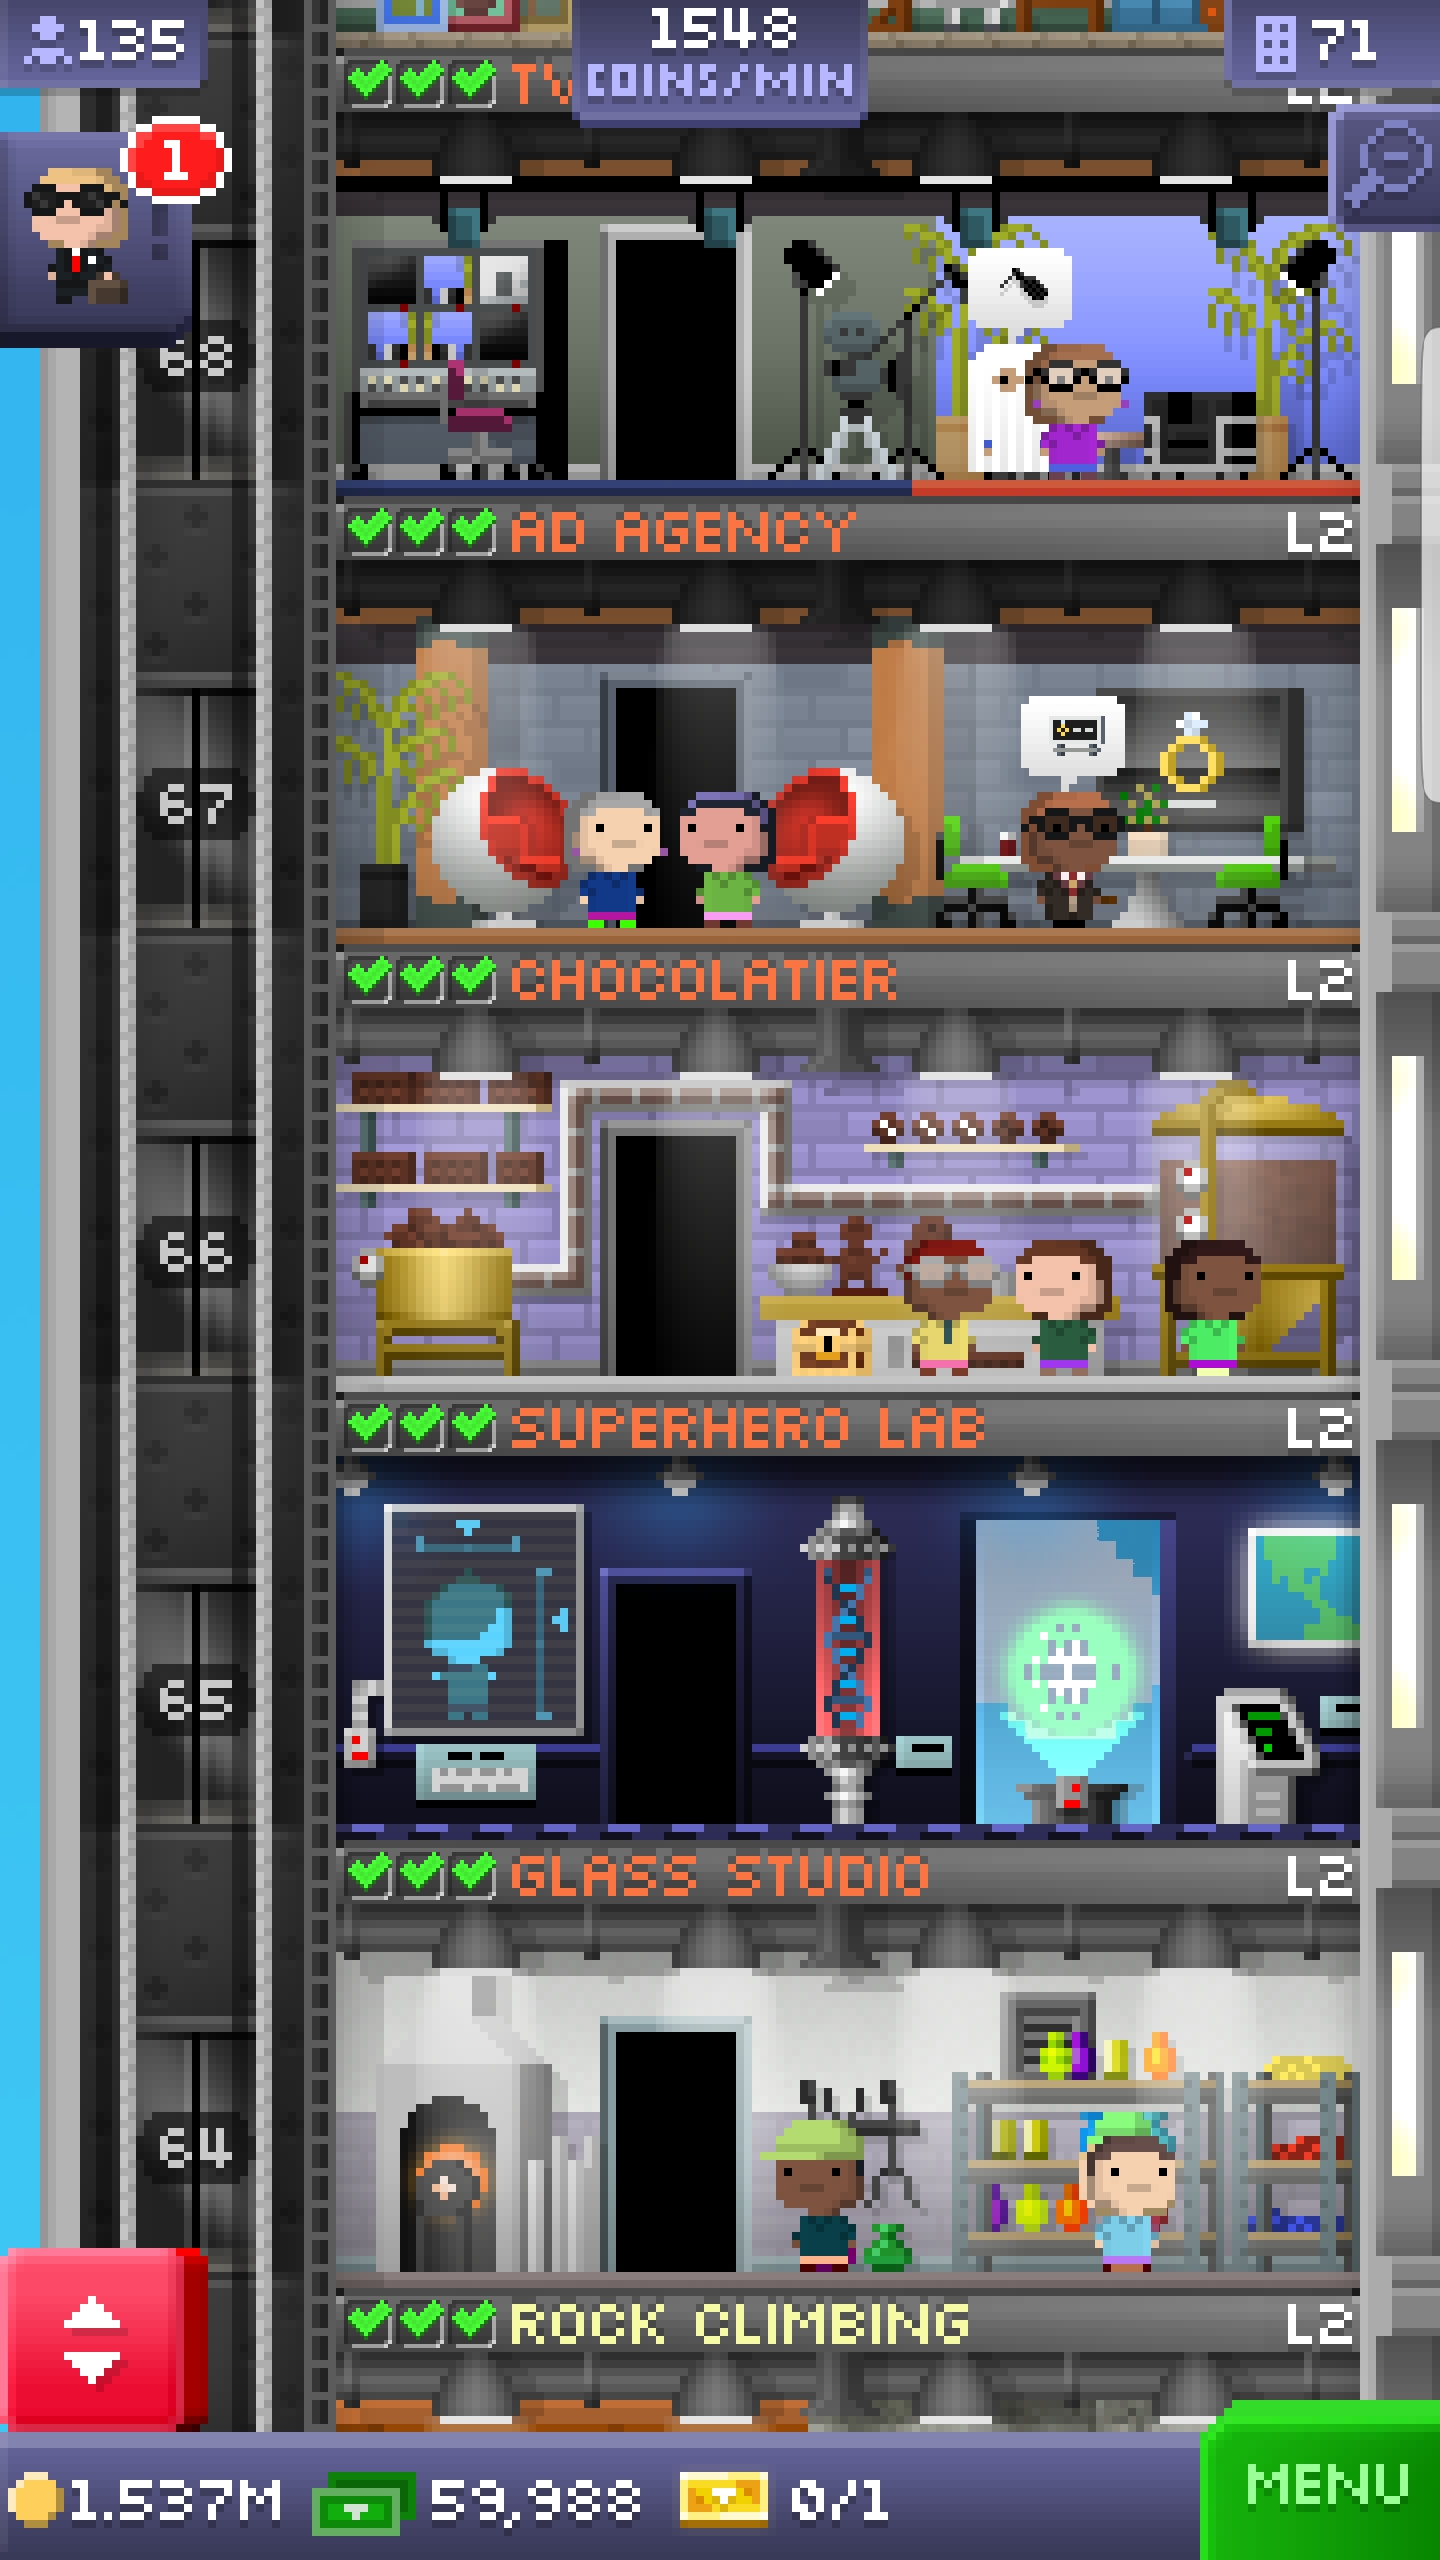 135
1548
COINS/MIN
71
1
TV
68
AD AGENCY L2
67
CHOCOLATIER L2
66
SUPERHERO LAB L2
65
GLASS STUDIO L2
64
ROCK CLIMBING L2
1.537M 59,988 0/1 MENU